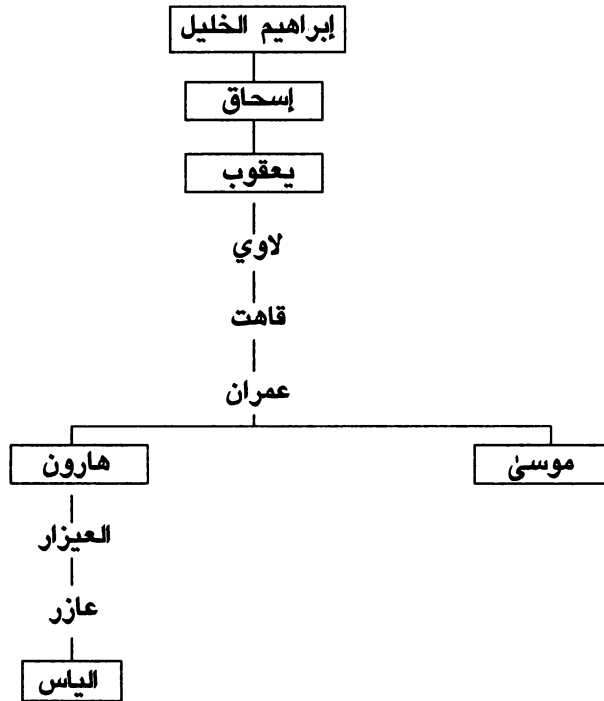 إبراهيم الخليل
إسحاق
يعقوب
لاوي
قاهت
عمران
موسىٰ
هارون
العيزار
عازر
الياس